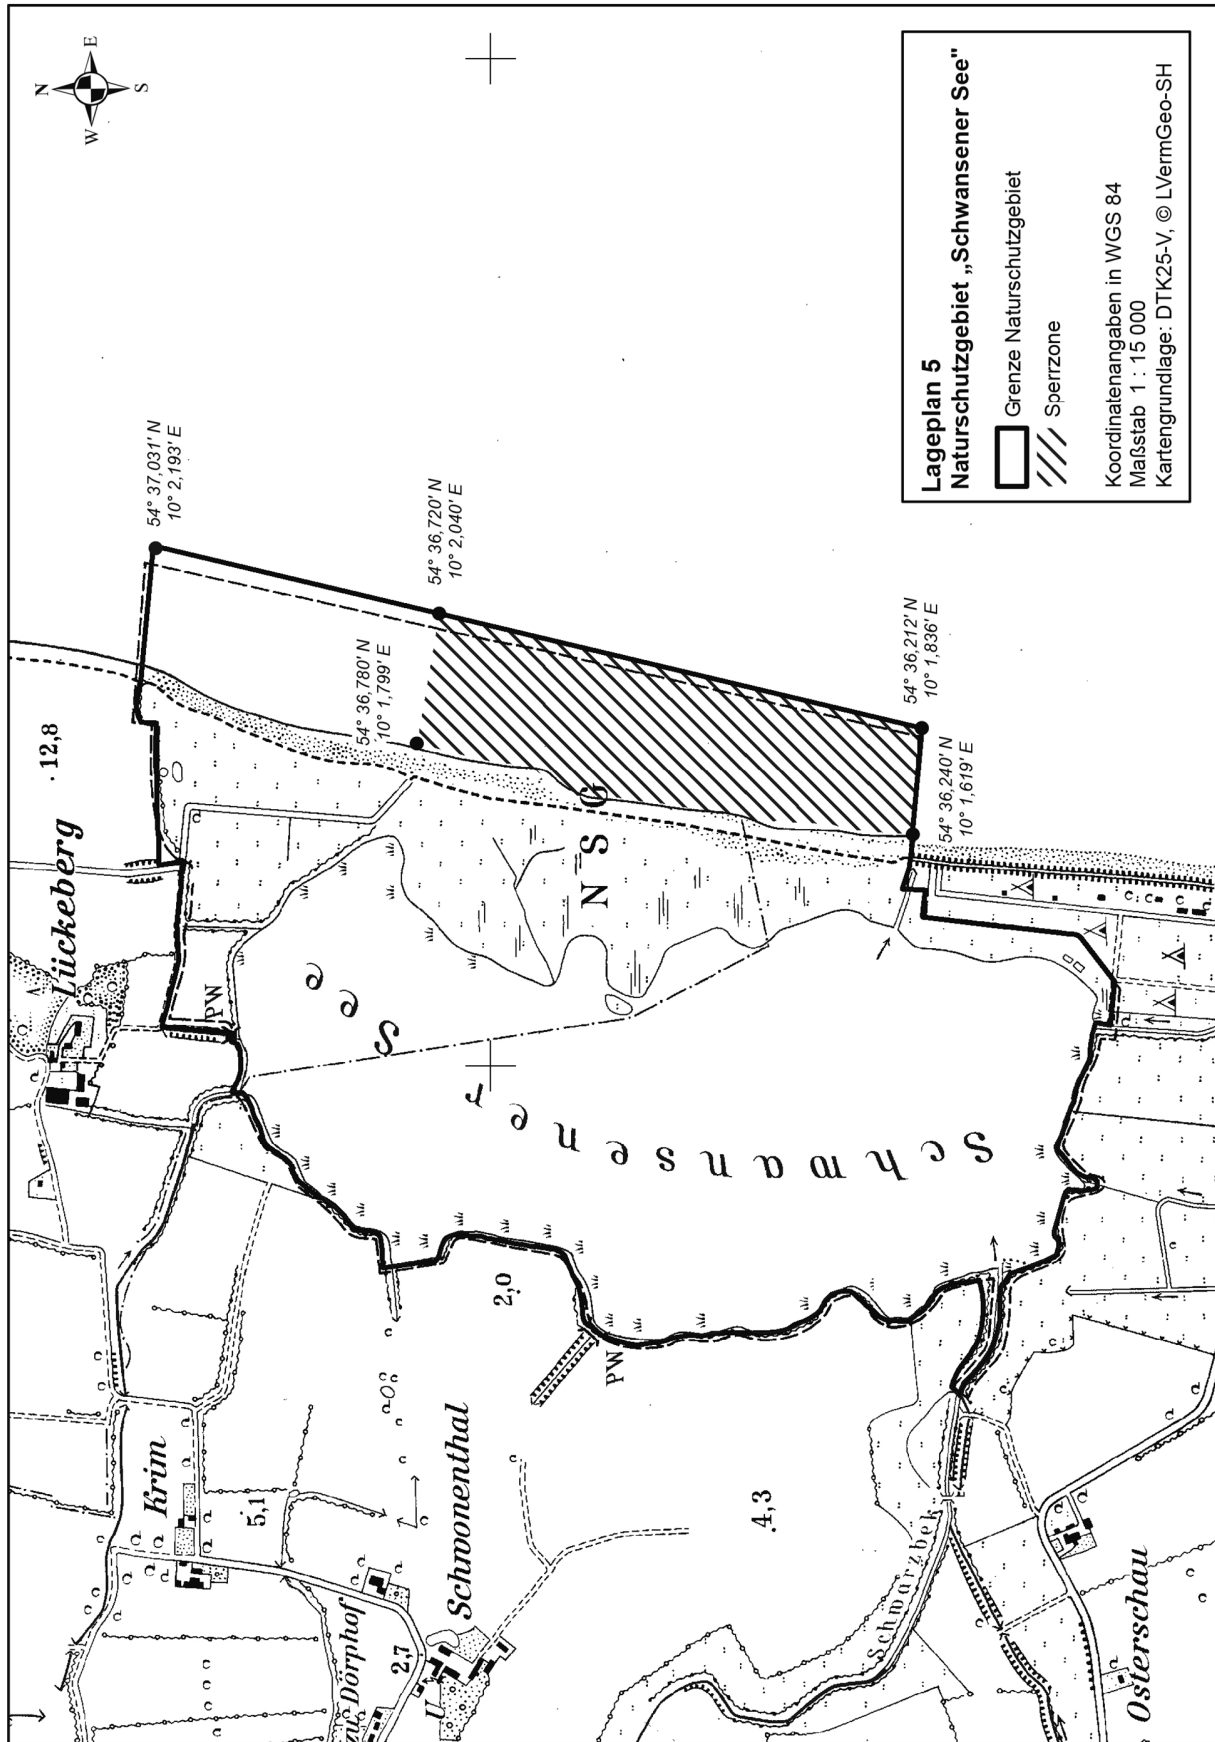 N
E
S
W
Lageplan 5
Naturschutzgebiet „Schwansener See"
Grenze Naturschutzgebiet
Sperrzone
Koordinatenangaben in WGS 84
Maßstab 1 : 15 000
Kartengrundlage: DTK25-V, © LVermGeo-SH
54° 37,031' N
10° 2,193' E
54° 36,720' N
10° 2,040' E
54° 36,780' N
10° 1,799' E
54° 36,212' N
10° 1,836' E
54° 36,240' N
10° 1,619' E
12,8
Lückeberg
PW
N S G
Schwansener See
2,0
PW
Krim
5,1
Schwonenthal
4,3
zu Dörphof
2,7
U
Schwarzbek
Osterschau